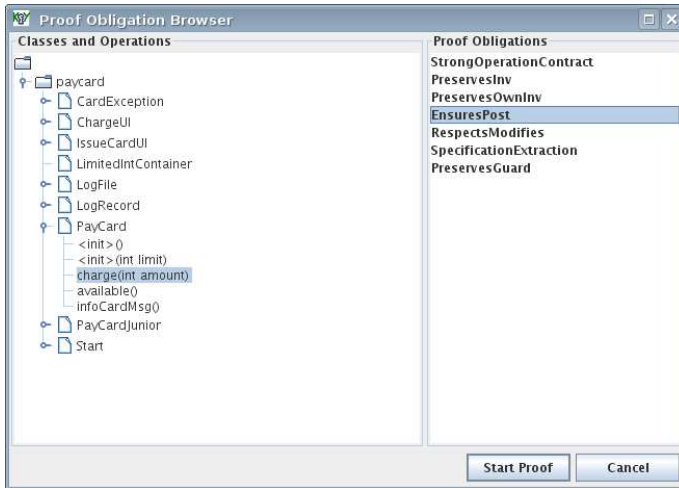 KeY Proof Obligation Browser
Classes and Operations
paycard
CardException
ChargeUI
IssueCardUI
LimitedIntContainer
LogFile
LogRecord
PayCard
<init>()
<init>(int limit)
charge(int amount)
available()
infoCardMsg()
PayCardJunior
Start
Proof Obligations
StrongOperationContract
PreservesInv
PreservesOwnInv
EnsuresPost
RespectsModifies
SpecificationExtraction
PreservesGuard
Start Proof
Cancel